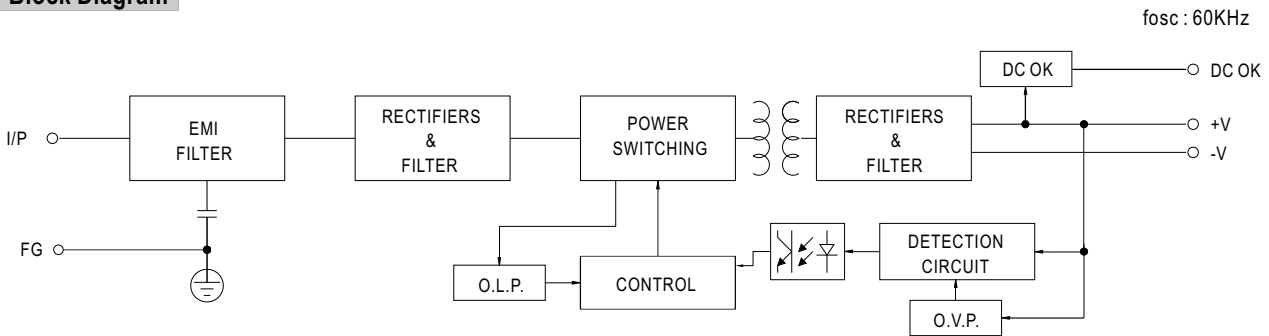 Block Diagram
fosc : 60KHz
DC OK
DC OK
I/P
EMI
FILTER
RECTIFIERS
&
FILTER
POWER
SWITCHING
RECTIFIERS
&
FILTER
+V
-V
FG
O.L.P.
CONTROL
DETECTION
CIRCUIT
O.V.P.